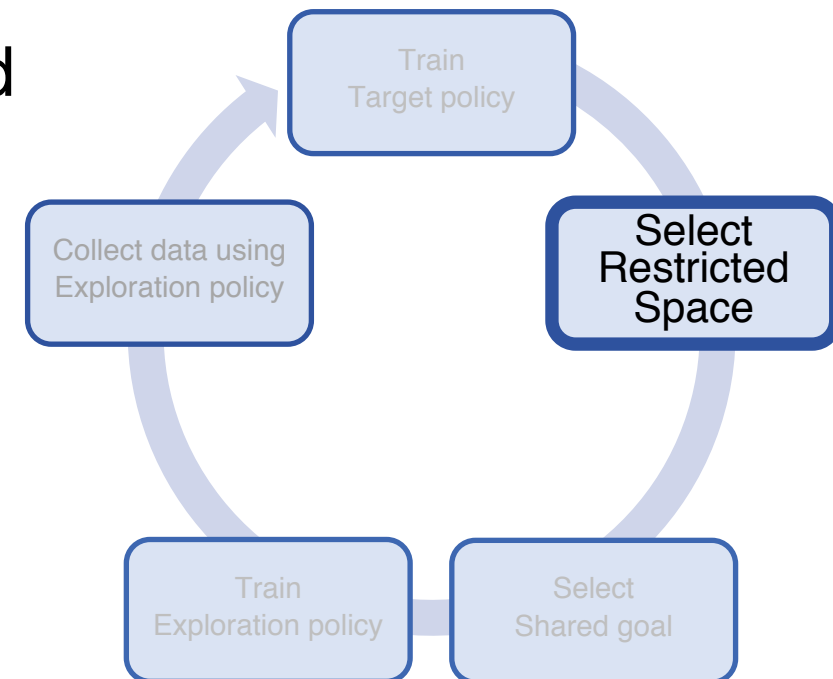 d
Train
Target policy
Select
Restricted
Space
Select
Shared goal
Train
Exploration policy
Collect data using
Exploration policy